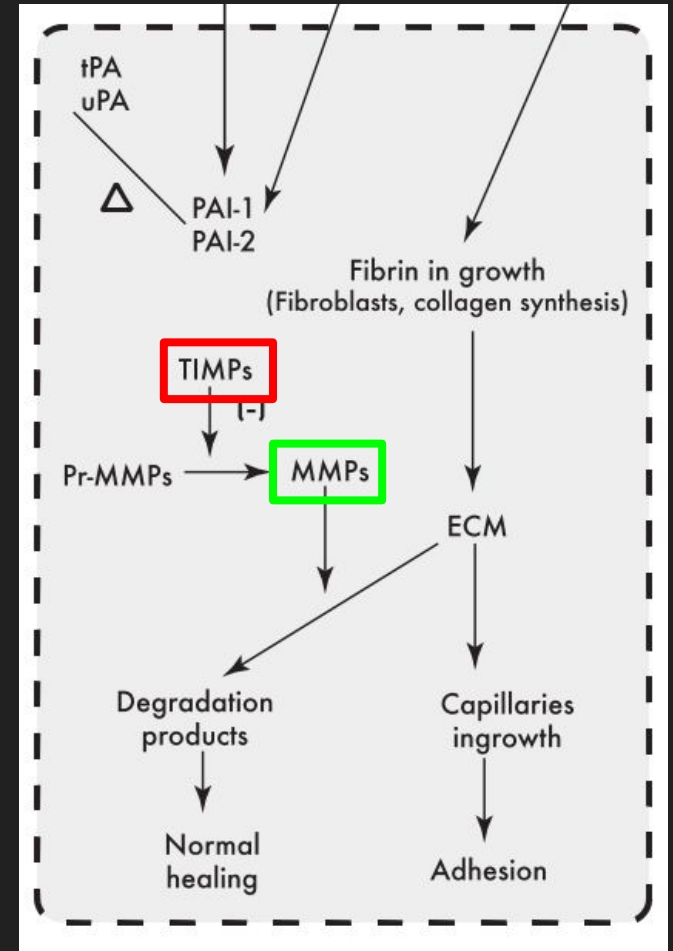 tPA
uPA
Δ
PAI-1
PAI-2
Fibrin in growth
(Fibroblasts, collagen synthesis)
TIMPs
(-)
Pr-MMPs
MMPs
ECM
Degradation
products
Capillaries
ingrowth
Normal
healing
Adhesion